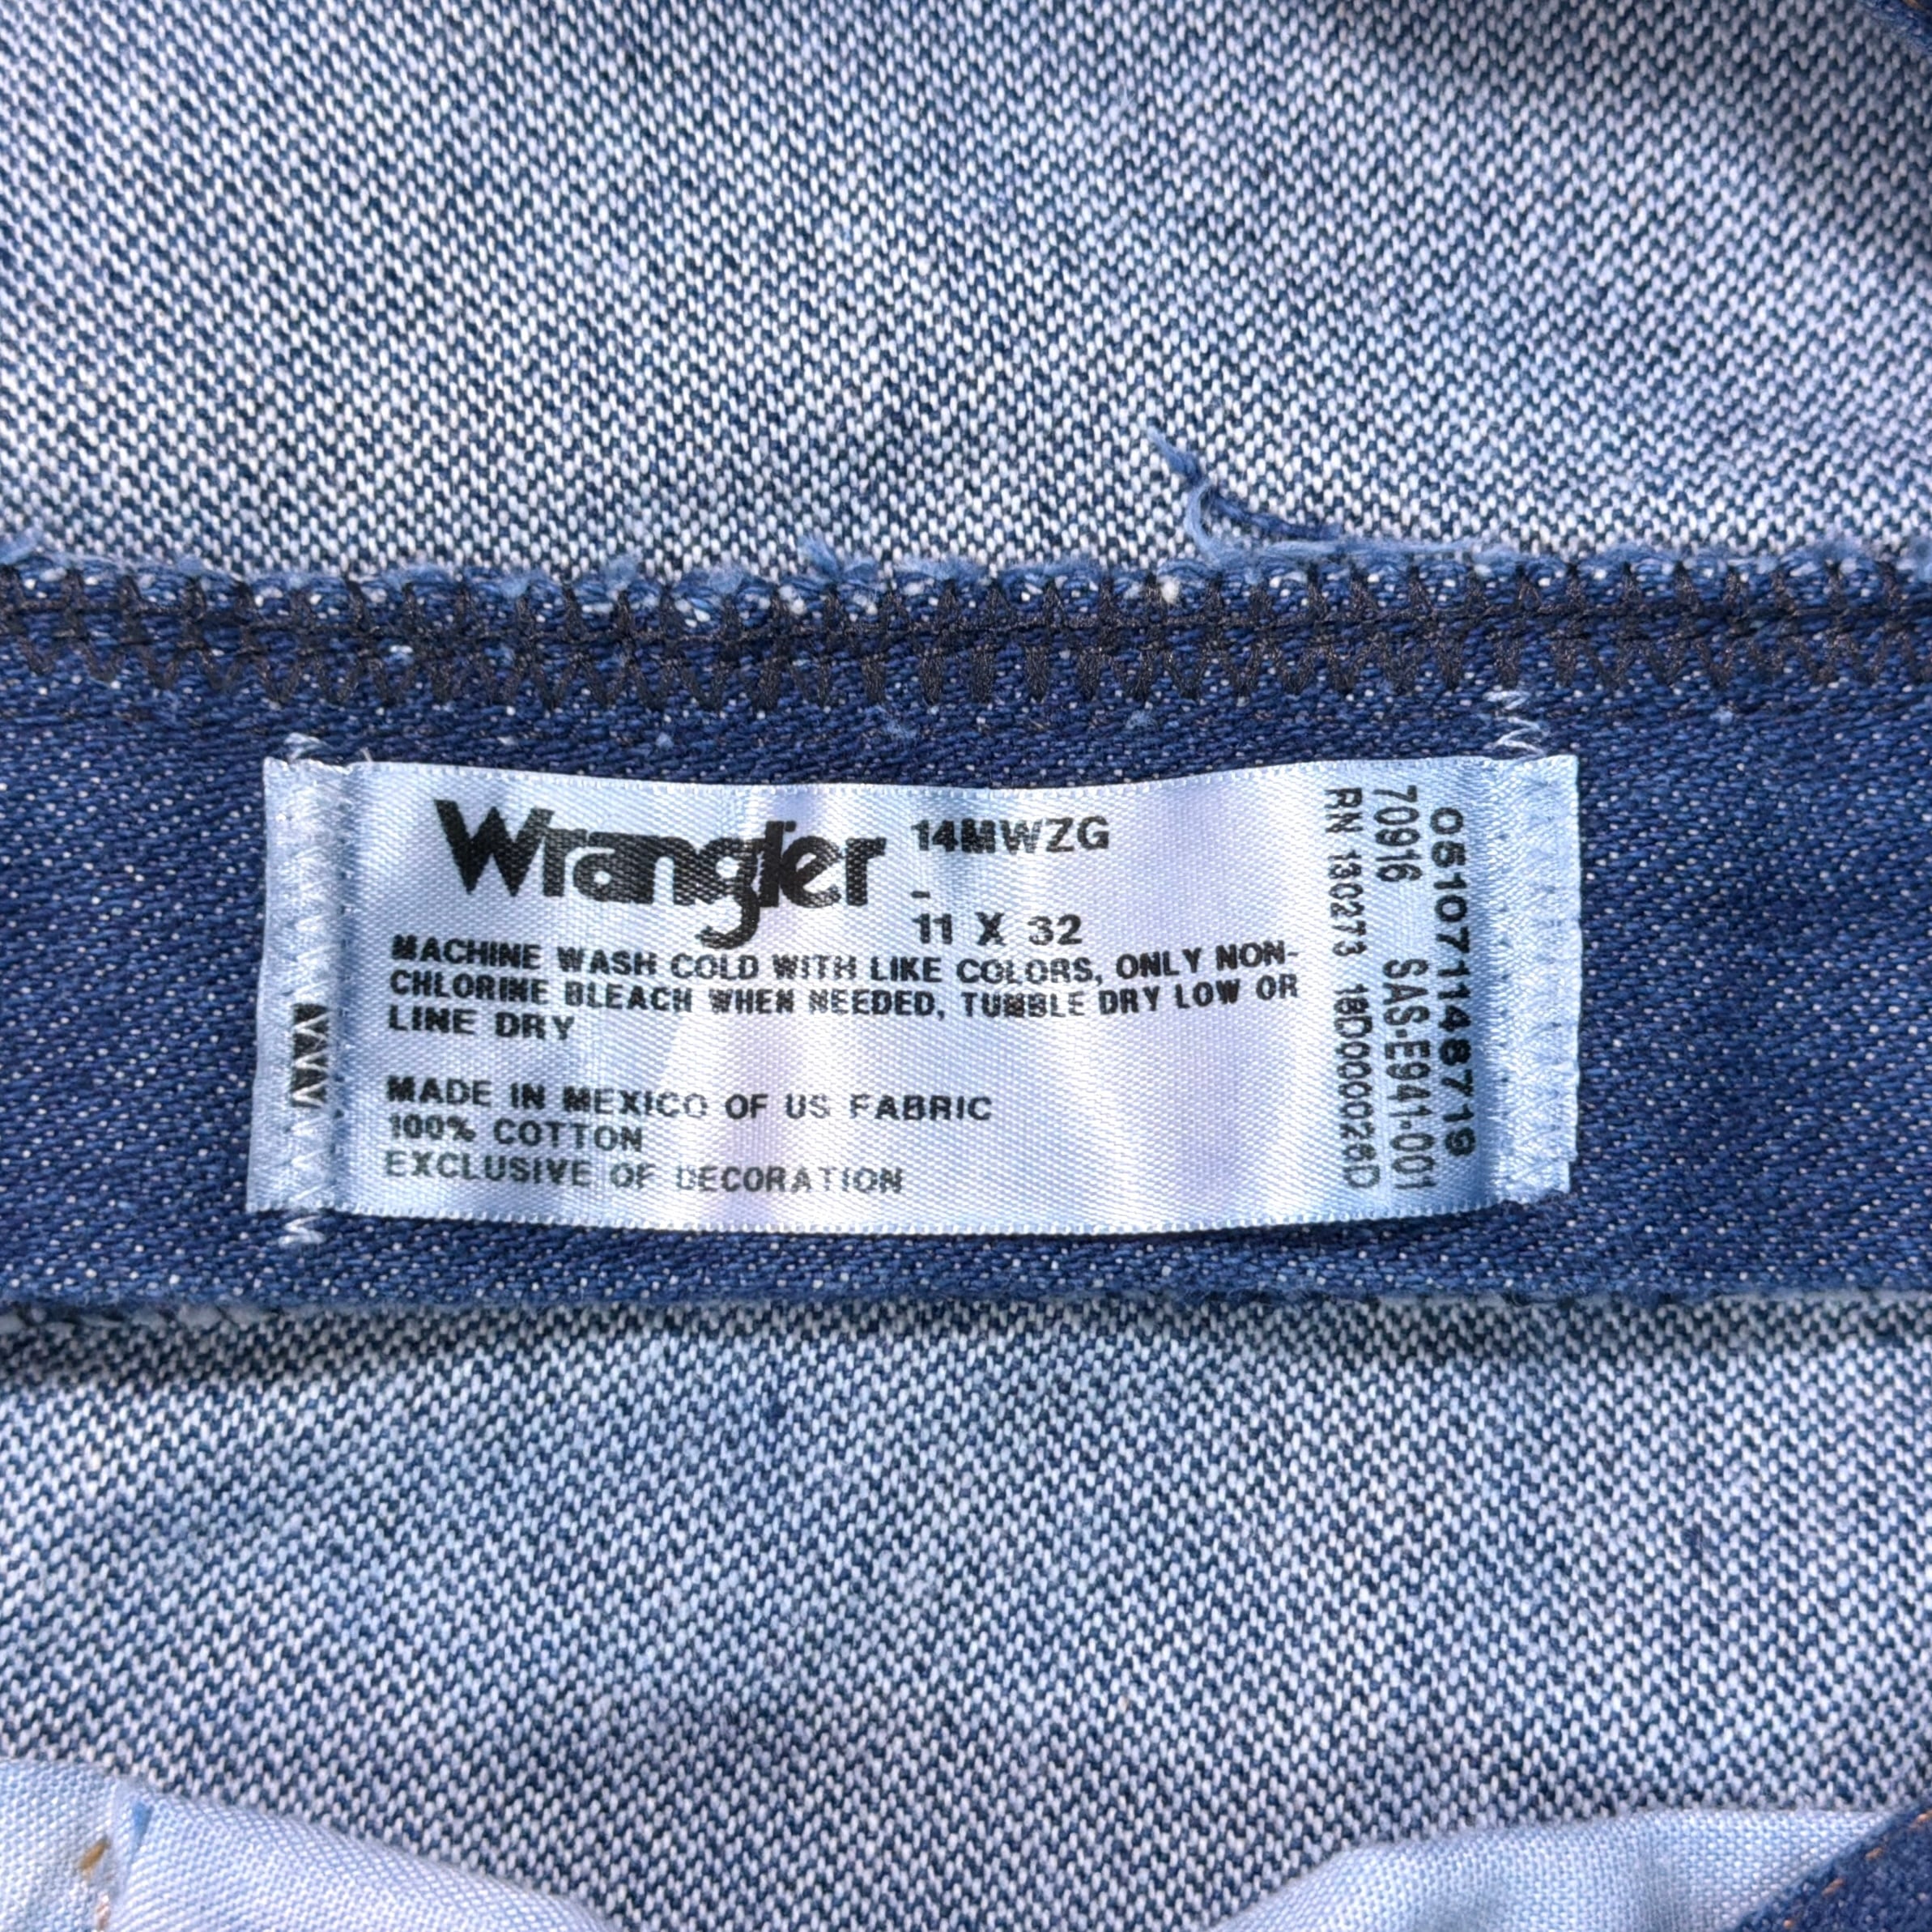 Wrangler 14MWZG
-
11 X 32
MACHINE WASH COLD WITH LIKE COLORS, ONLY NON-
CHLORINE BLEACH WHEN NEEDED, TUMBLE DRY LOW OR
LINE DRY
MADE IN MEXICO OF US FABRIC
100% COTTON
EXCLUSIVE OF DECORATION
051071148719
70916 SAS-E941-001
RN 130273